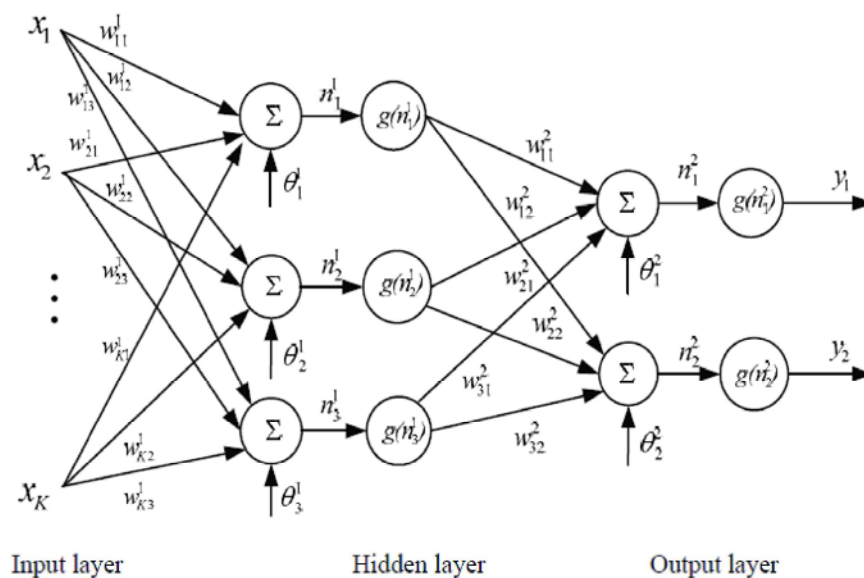 x₁
w¹₁₁
w¹₁₂
w¹₁₃
Σ
n¹₁
g(n¹₁)
θ¹₁
x₂
w¹₂₁
w¹₂₂
w¹₂₃
Σ
n¹₂
g(n¹₂)
θ¹₂
⋮
w¹K1
w¹K2
w¹K3
xK
Σ
n¹₃
g(n¹₃)
θ¹₃
w²₁₁
w²₁₂
w²₂₁
w²₂₂
w²₃₁
w²₃₂
Σ
n²₁
g(n²₁)
y₁
θ²₁
Σ
n²₂
g(n²₂)
y₂
θ²₂
Input layer
Hidden layer
Output layer